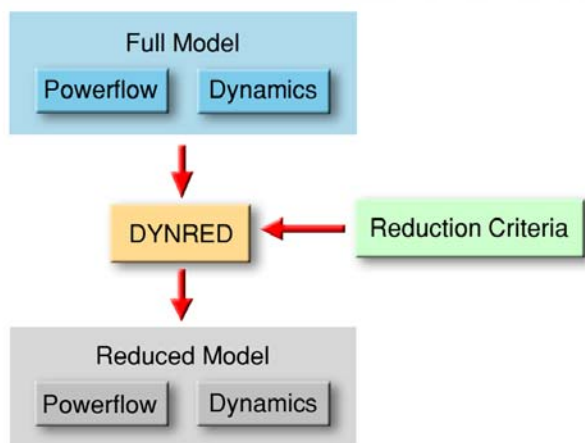 Full Model
Powerflow
Dynamics
DYNRED
Reduction Criteria
Reduced Model
Powerflow
Dynamics